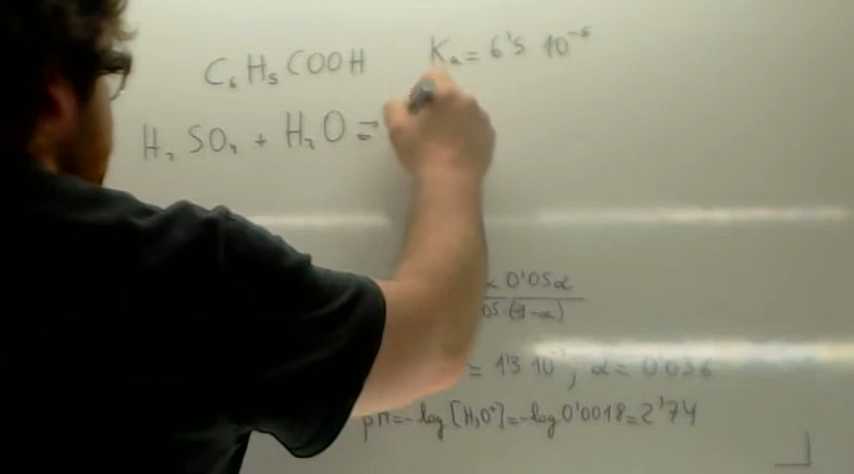 C₆H₅COOH Kₐ = 6'5 10⁻⁵
H₂SO₄ + H₂O ⇌
0'05α
05 (1-α)
= 1'3 10⁻³ ; α = 0'036
pH = -log [H₃O⁺] = -log 0'0018 = 2'74